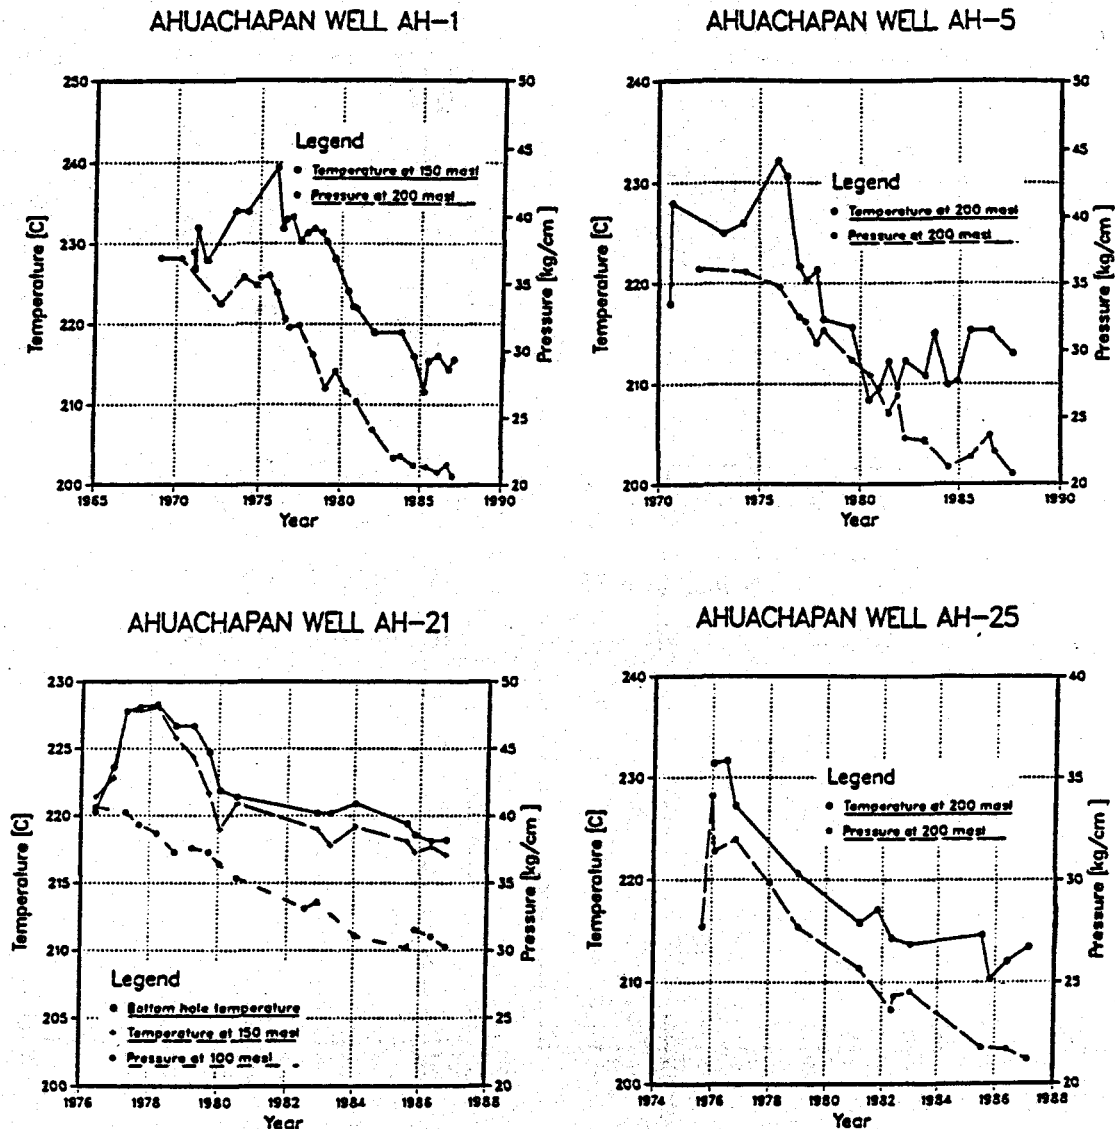 AHUACHAPAN WELL AH-1
250
240
230
220
210
200
50
45
40
35
30
25
20
1965
1970
1975
1980
1985
1990
Temperature [C]
Pressure [kg/cm ]
Year
Legend
Temperature at 150 masl
Pressure at 200 masl
AHUACHAPAN WELL AH-5
240
230
220
210
200
50
45
40
35
30
25
20
1970
1975
1980
1985
1990
Temperature [C]
Pressure [kg/cm ]
Year
Legend
Temperature at 200 masl
Pressure at 200 masl
AHUACHAPAN WELL AH-21
230
225
220
215
210
205
200
50
45
40
35
30
25
20
1976
1978
1980
1982
1984
1986
1988
Temperature [C]
Pressure [kg/cm ]
Year
Legend
Bottom hole temperature
Temperature at 150 masl
Pressure at 100 masl
AHUACHAPAN WELL AH-25
240
230
220
210
200
40
35
30
25
20
1974
1976
1978
1980
1982
1984
1986
1988
Temperature [C]
Pressure [kg/cm ]
Year
Legend
Temperature at 200 masl
Pressure at 200 masl